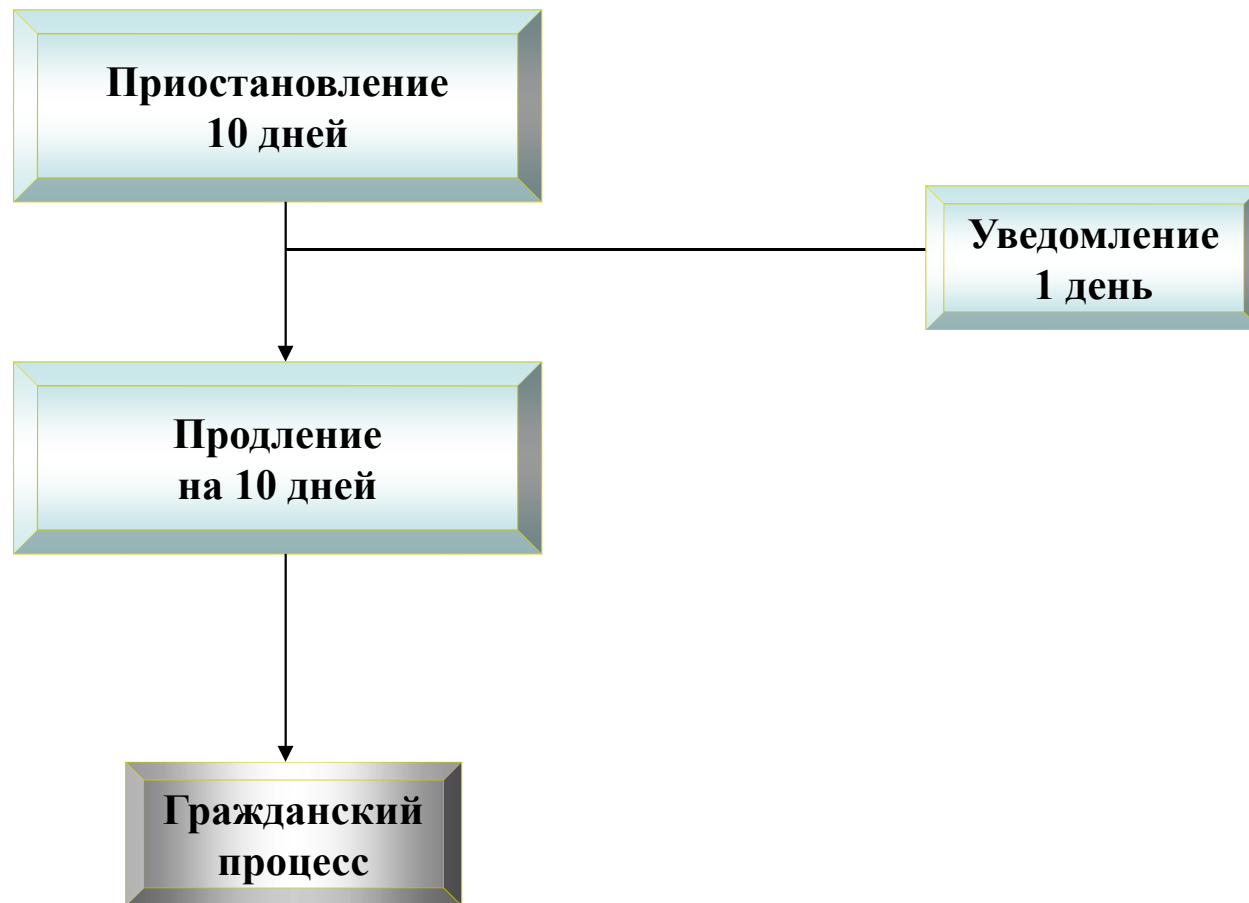 Приостановление
10 дней
Уведомление
1 день
Продление
на 10 дней
Гражданский
процесс